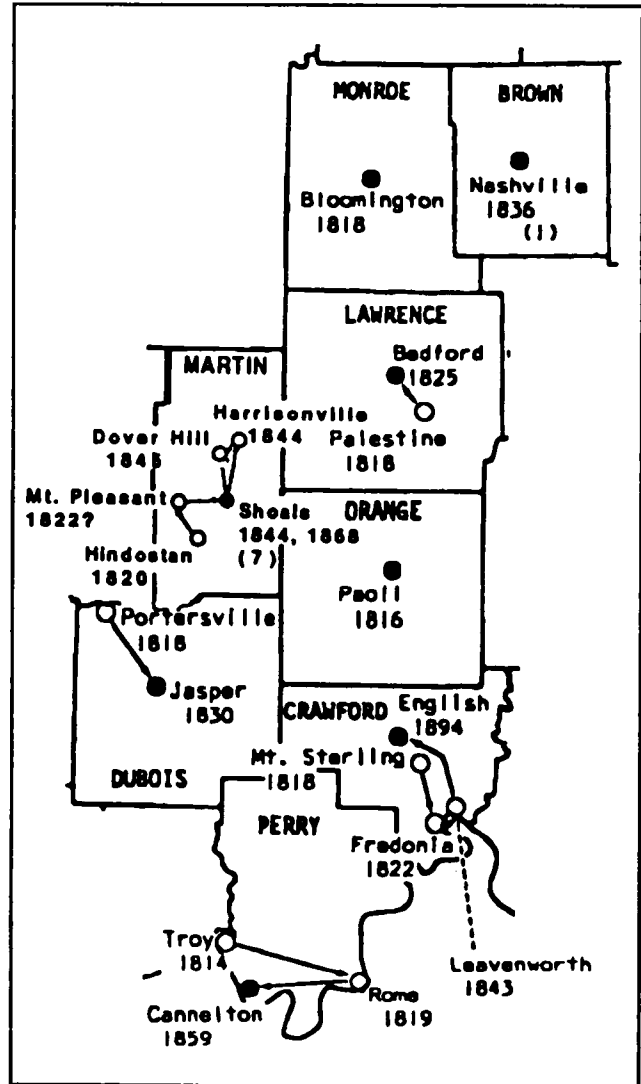 MONROE
BROWN
Bloomington
1818
Nashville
1836
(1)
LAWRENCE
Bedford
1825
Palestine
1818
MARTIN
Harrisonville
1844
Dover Hill
1845
Mt. Pleasant
1822?
Hindostan
1820
Shoals
1844, 1868
(7)
ORANGE
Paoli
1816
Portersville
1818
Jasper
1830
DUBOIS
CRAWFORD
English
1894
Mt. Sterling
1818
Fredonia
1822
Leavenworth
1843
PERRY
Troy
1814
Rome
1819
Cannelton
1859